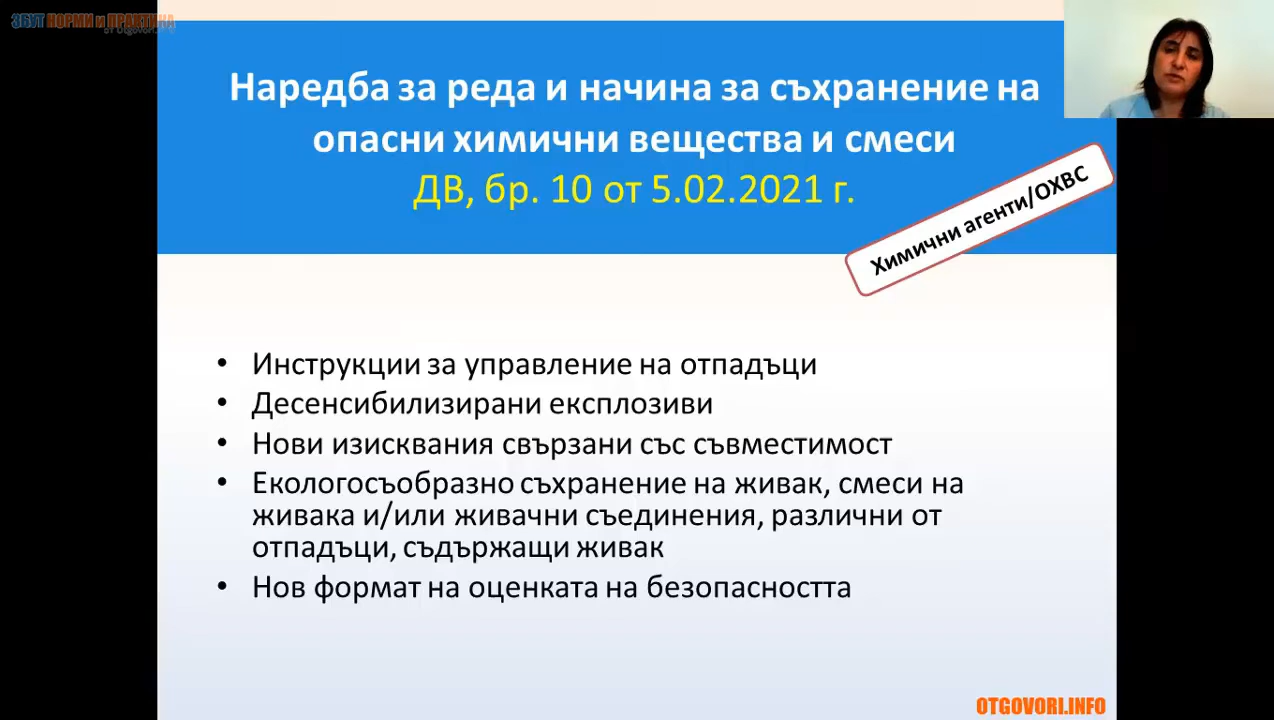 ЗБУТ НОРМИ и ПРАКТИКА
от Otgovori.info
Наредба за реда и начина за съхранение на
опасни химични вещества и смеси
ДВ, бр. 10 от 5.02.2021 г.
Химични агенти/ОХВС
• Инструкции за управление на отпадъци
• Десенсибилизирани експлозиви
• Нови изисквания свързани със съвместимост
• Екологосъобразно съхранение на живак, смеси на
живака и/или живачни съединения, различни от
отпадъци, съдържащи живак
• Нов формат на оценката на безопасността
OTGOVORI.INFO